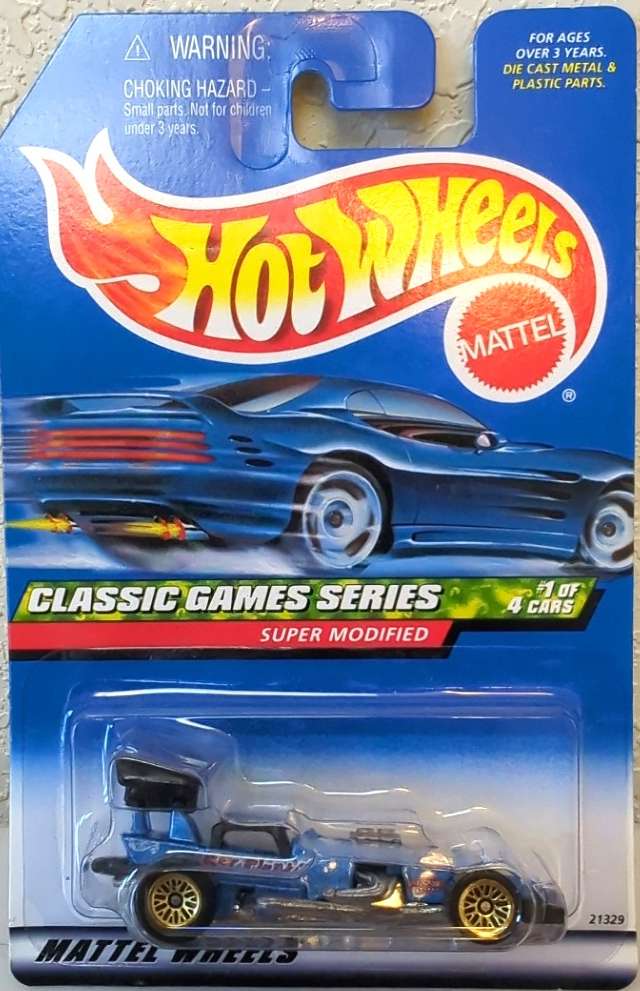 ⚠ WARNING:
CHOKING HAZARD –
Small parts. Not for children
under 3 years.
FOR AGES
OVER 3 YEARS.
DIE CAST METAL &
PLASTIC PARTS.
HOT WHEELS
MATTEL
®
CLASSIC GAMES SERIES
#1 OF
4 CARS
SUPER MODIFIED
21329
MATTEL WHEELS